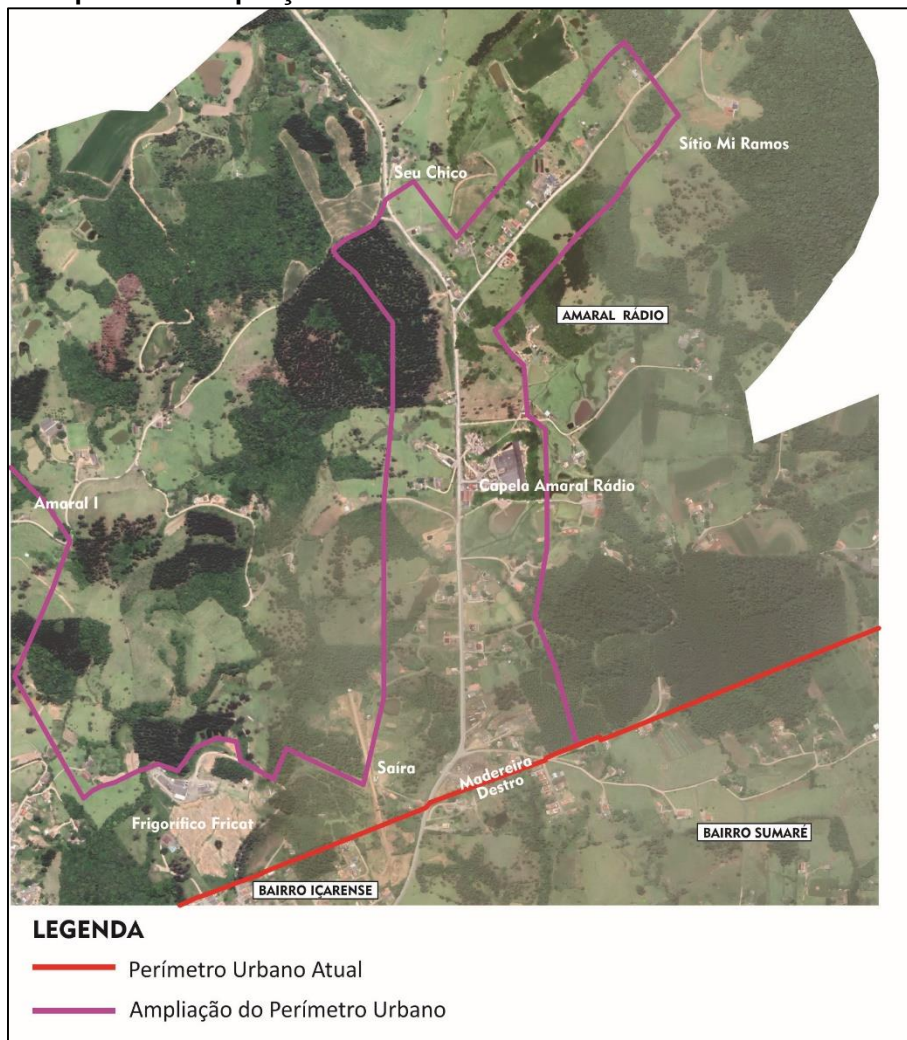 Seu Chico
Sítio Mi Ramos
AMARAL RÁDIO
Capela Amaral Rádio
Amaral I
Saíra
Madereira
Destro
Frigorífico Fricat
BAIRRO SUMARÉ
BAIRRO IÇARENSE
LEGENDA
Perímetro Urbano Atual
Ampliação do Perímetro Urbano